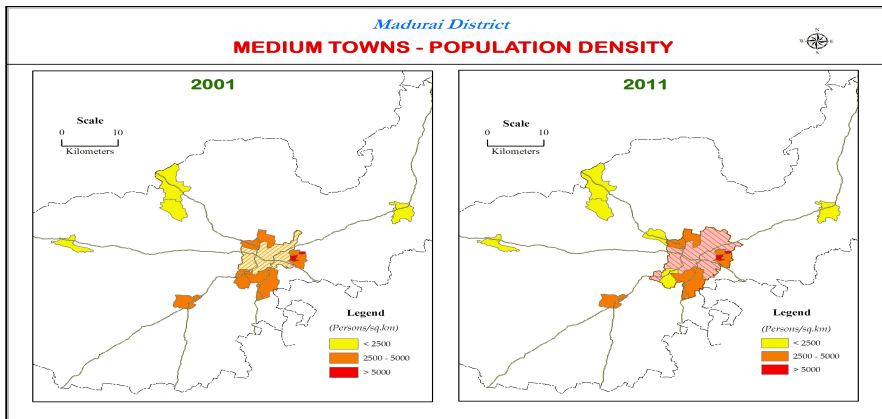 Madurai District
MEDIUM TOWNS - POPULATION DENSITY
N
W E
S
2001
Scale
0 10
Kilometers
Legend
(Persons/sq.km)
< 2500
2500 - 5000
> 5000
2011
Scale
0 10
Kilometers
Legend
(Persons/sq.km)
< 2500
2500 - 5000
> 5000